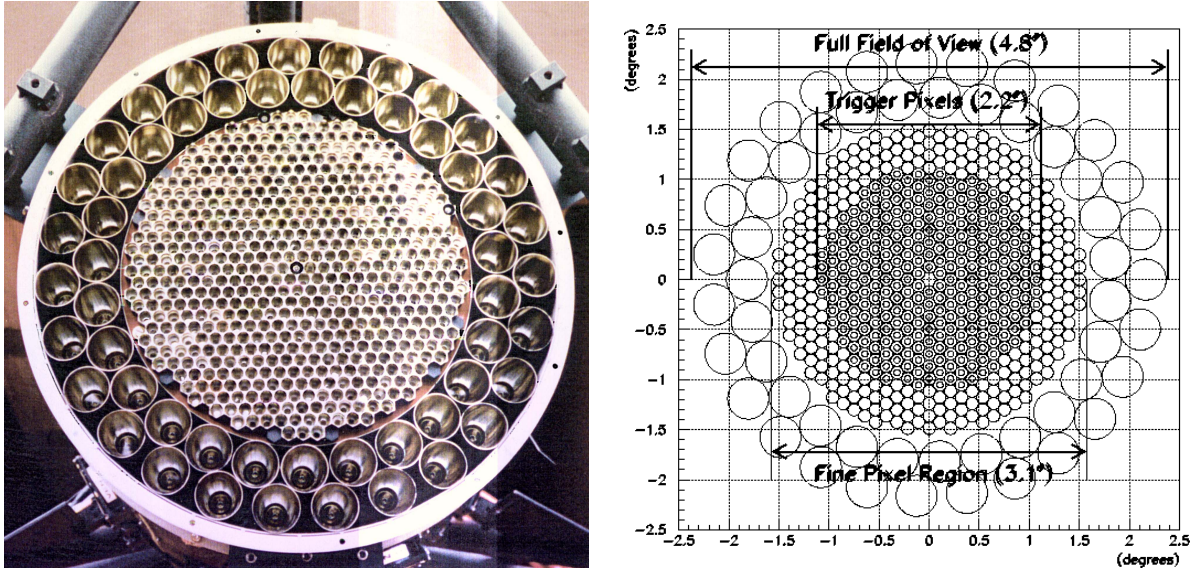 2.5
2
1.5
1
0.5
0
−0.5
−1
−1.5
−2
−2.5
(degrees)
Full Field of View (4.8°)
Trigger Pixels (2.2°)
Fine Pixel Region (3.1°)
−2.5 −2 −1.5 −1 −0.5 0 0.5 1 1.5 2 2.5
(degrees)